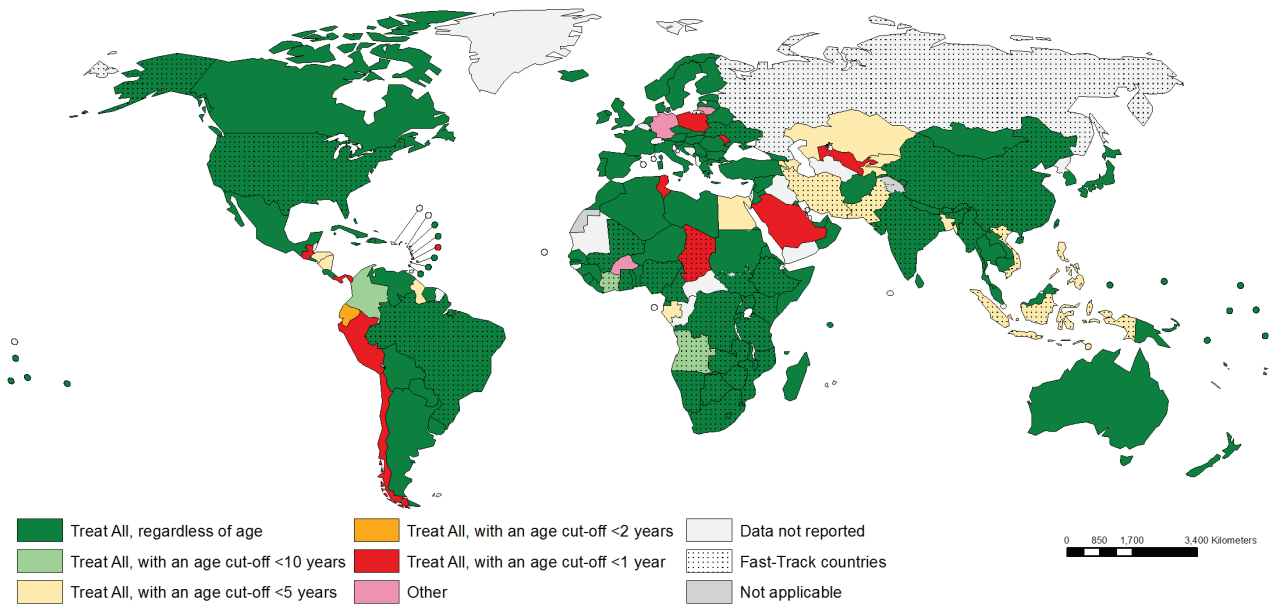 Treat All, regardless of age
Treat All, with an age cut-off <10 years
Treat All, with an age cut-off <5 years
Treat All, with an age cut-off <2 years
Treat All, with an age cut-off <1 year
Other
Data not reported
Fast-Track countries
Not applicable
0 850 1,700 3,400 Kilometers